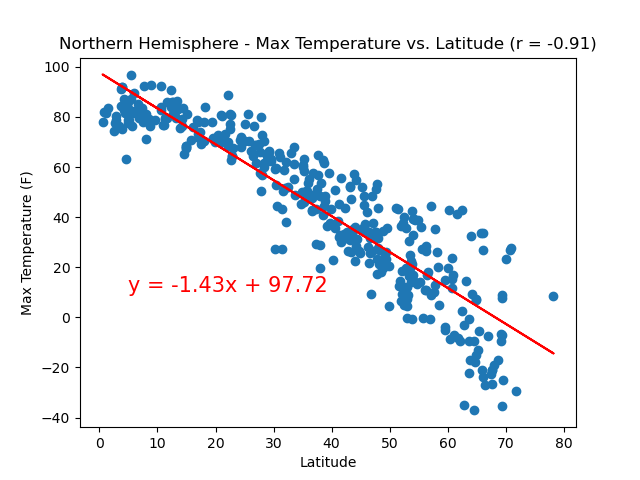 Northern Hemisphere - Max Temperature vs. Latitude (r = -0.91)
100
80
60
40
20
0
−20
−40
Max Temperature (F)
y = -1.43x + 97.72
0 10 20 30 40 50 60 70 80
Latitude